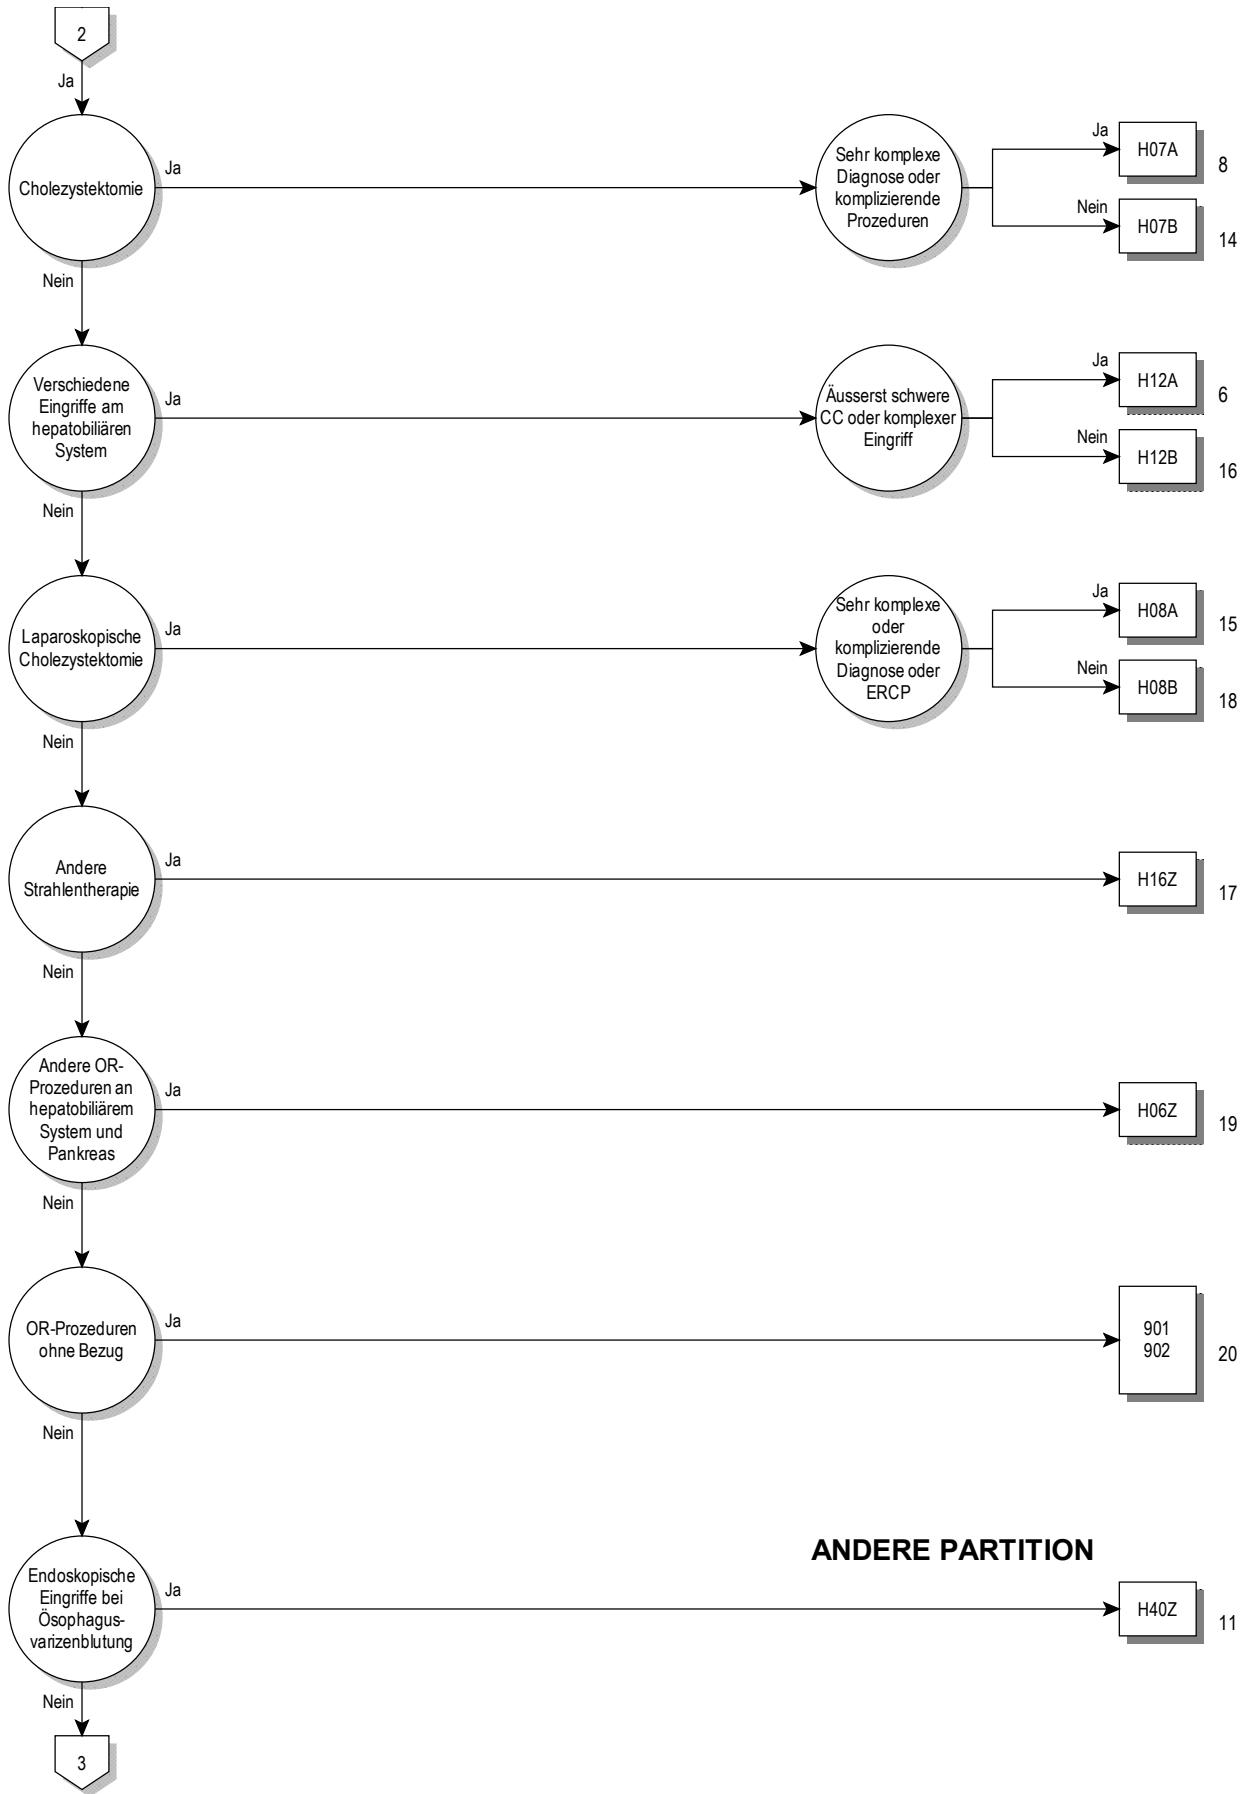 2
Ja
Cholezystektomie
Ja
Sehr komplexe
Diagnose oder
komplizierende
Prozeduren
Ja
H07A
8
Nein
H07B
14
Nein
Verschiedene
Eingriffe am
hepatobiliären
System
Ja
Äusserst schwere
CC oder komplexer
Eingriff
Ja
H12A
6
Nein
H12B
16
Nein
Laparoskopische
Cholezystektomie
Ja
Sehr komplexe
oder
komplizierende
Diagnose oder
ERCP
Ja
H08A
15
Nein
H08B
18
Nein
Andere
Strahlentherapie
Ja
H16Z
17
Nein
Andere OR-
Prozeduren an
hepatobiliärem
System und
Pankreas
Ja
H06Z
19
Nein
OR-Prozeduren
ohne Bezug
Ja
901
902
20
Nein
ANDERE PARTITION
Endoskopische
Eingriffe bei
Ösophagus-
varizenblutung
Ja
H40Z
11
Nein
3